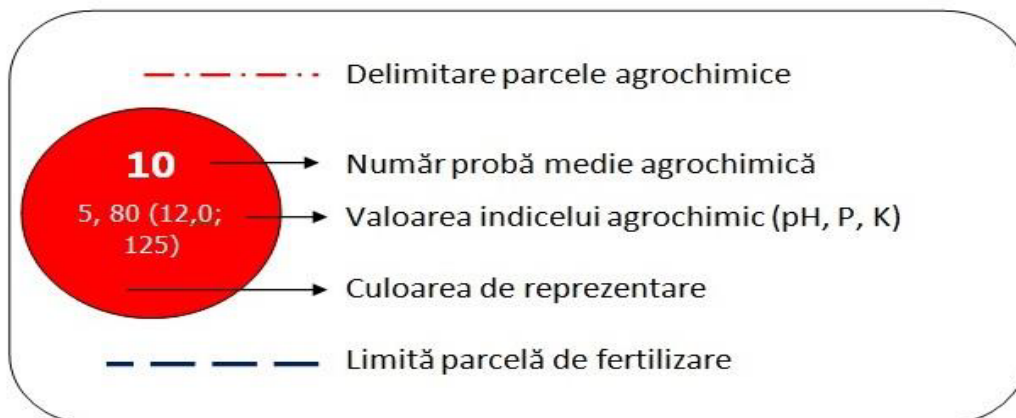 Delimitare parcele agrochimice
10
Număr probă medie agrochimică
5, 80 (12,0;
125)
Valoarea indicelui agrochimic (pH, P, K)
Culoarea de reprezentare
Limită parcelă de fertilizare